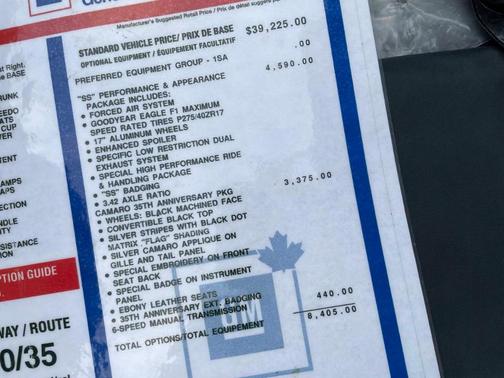 Manufacturer's Suggested Retail Price / Prix de détail suggéré
STANDARD VEHICLE PRICE/ PRIX DE BASE $39,225.00
OPTIONAL EQUIPMENT / ÉQUIPEMENT FACULTATIF
PREFERRED EQUIPMENT GROUP - 1SA .00
"SS" PERFORMANCE & APPEARANCE 4,590.00
PACKAGE INCLUDES:
• FORCED AIR SYSTEM
• GOODYEAR EAGLE F1 MAXIMUM
SPEED RATED TIRES P275/40ZR17
• 17" ALUMINUM WHEELS
• ENHANCED SPOILER
• SPECIFIC LOW RESTRICTION DUAL
EXHAUST SYSTEM
• SPECIAL HIGH PERFORMANCE RIDE
& HANDLING PACKAGE
• "SS" BADGING
• 3.42 AXLE RATIO
CAMARO 35TH ANNIVERSARY PKG 3,375.00
• WHEELS: BLACK MACHINED FACE
• CONVERTIBLE BLACK TOP
• SILVER STRIPES WITH BLACK DOT
MATRIX "FLAG" SHADING
• SILVER CAMARO APPLIQUE ON
GILLE AND TAIL PANEL
• SPECIAL EMBROIDERY ON FRONT
SEAT BACK
• SPECIAL BADGE ON INSTRUMENT
PANEL
• EBONY LEATHER SEATS
• 35TH ANNIVERSARY EXT. BADGING
6-SPEED MANUAL TRANSMISSION 440.00
TOTAL OPTIONS/TOTAL EQUIPMENT 8,405.00
GM
at Right.
BASE
CUP
PTION GUIDE
WAY / ROUTE
0/35